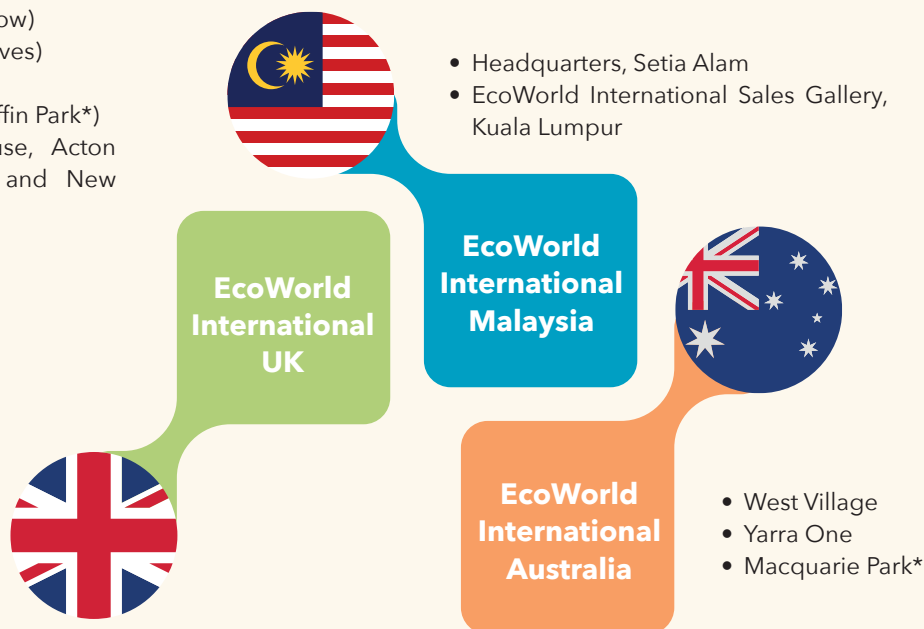 ow)
ves)
ffin Park*)
use, Acton
and New
• Headquarters, Setia Alam
• EcoWorld International Sales Gallery,
Kuala Lumpur
EcoWorld
International
Malaysia
EcoWorld
International
UK
EcoWorld
International
Australia
• West Village
• Yarra One
• Macquarie Park*